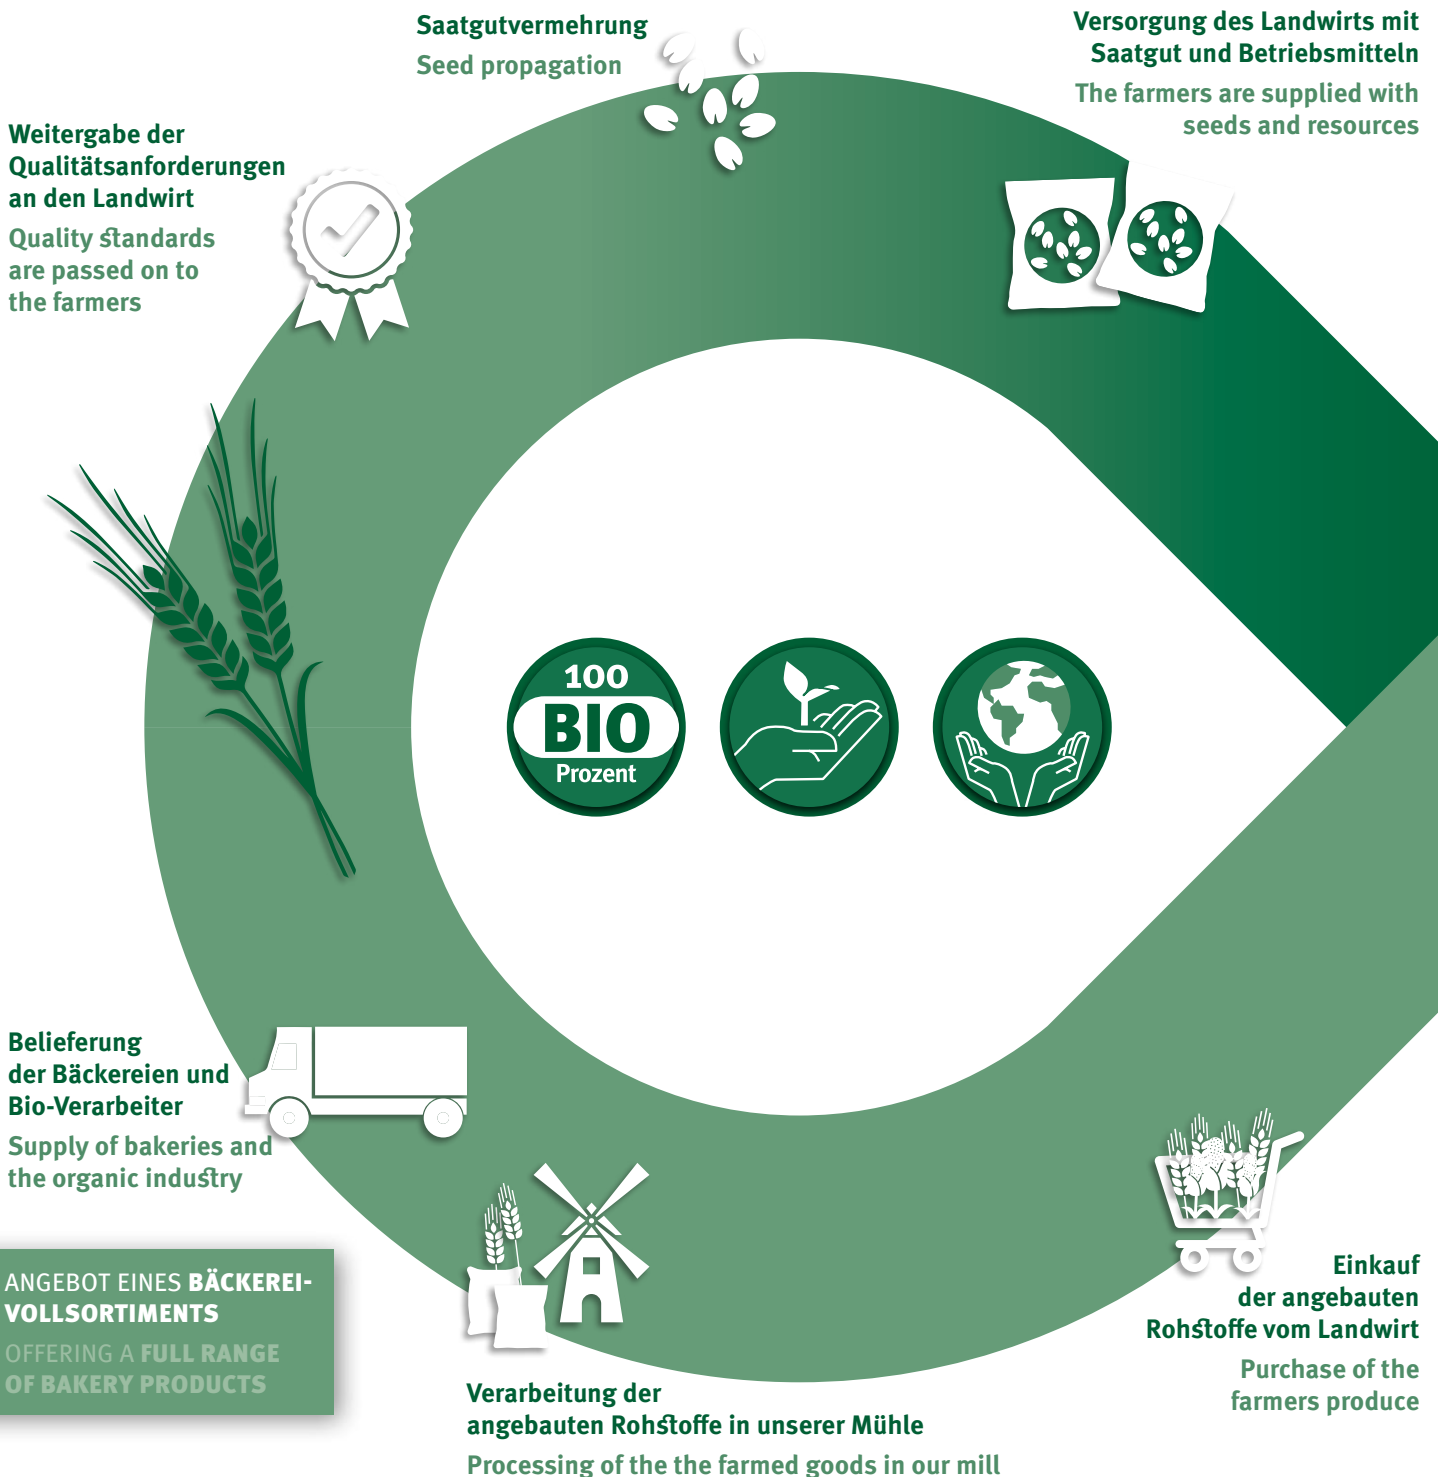 Saatgutvermehrung
Seed propagation
Versorgung des Landwirts mit
Saatgut und Betriebsmitteln
The farmers are supplied with
seeds and resources
Weitergabe der
Qualitätsanforderungen
an den Landwirt
Quality standards
are passed on to
the farmers
100
BIO
Prozent
Belieferung
der Bäckereien und
Bio-Verarbeiter
Supply of bakeries and
the organic industry
ANGEBOT EINES BÄCKEREI-
VOLLSORTIMENTS
OFFERING A FULL RANGE
OF BAKERY PRODUCTS
Verarbeitung der
angebauten Rohstoffe in unserer Mühle
Processing of the the farmed goods in our mill
Einkauf
der angebauten
Rohstoffe vom Landwirt
Purchase of the
farmers produce